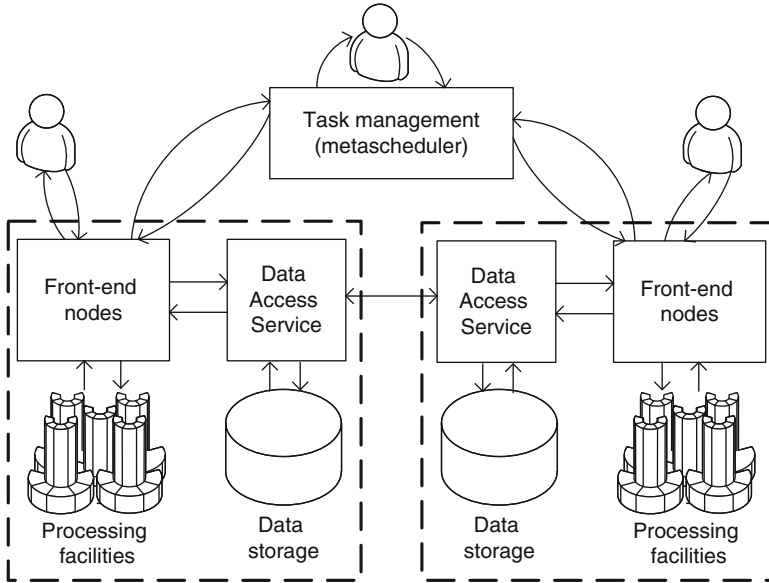 Task management
(metascheduler)
Front-end
nodes
Data
Access
Service
Data
Access
Service
Front-end
nodes
Processing
facilities
Data
storage
Data
storage
Processing
facilities